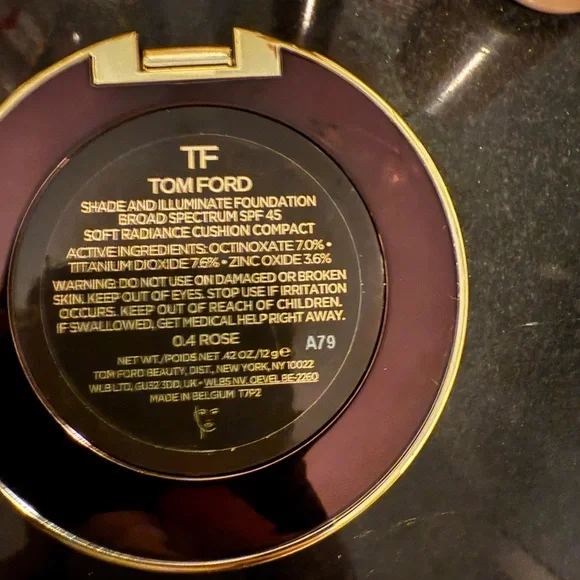 TF
TOM FORD
SHADE AND ILLUMINATE FOUNDATION
BROAD SPECTRUM SPF 45
SOFT RADIANCE CUSHION COMPACT
ACTIVE INGREDIENTS: OCTINOXATE 7.0% •
TITANIUM DIOXIDE 7.6% • ZINC OXIDE 3.6%
WARNING: DO NOT USE ON DAMAGED OR BROKEN
SKIN. KEEP OUT OF EYES. STOP USE IF IRRITATION
OCCURS. KEEP OUT OF REACH OF CHILDREN.
IF SWALLOWED, GET MEDICAL HELP RIGHT AWAY.
0.4 ROSE
A79
NET WT./POIDS NET .42 OZ./12 g e
TOM FORD BEAUTY, DIST., NEW YORK, NY 10022
WLB LTD, GU32 3DD, UK • WLBS NV, OEVEL BE-2260
MADE IN BELGIUM T7P2